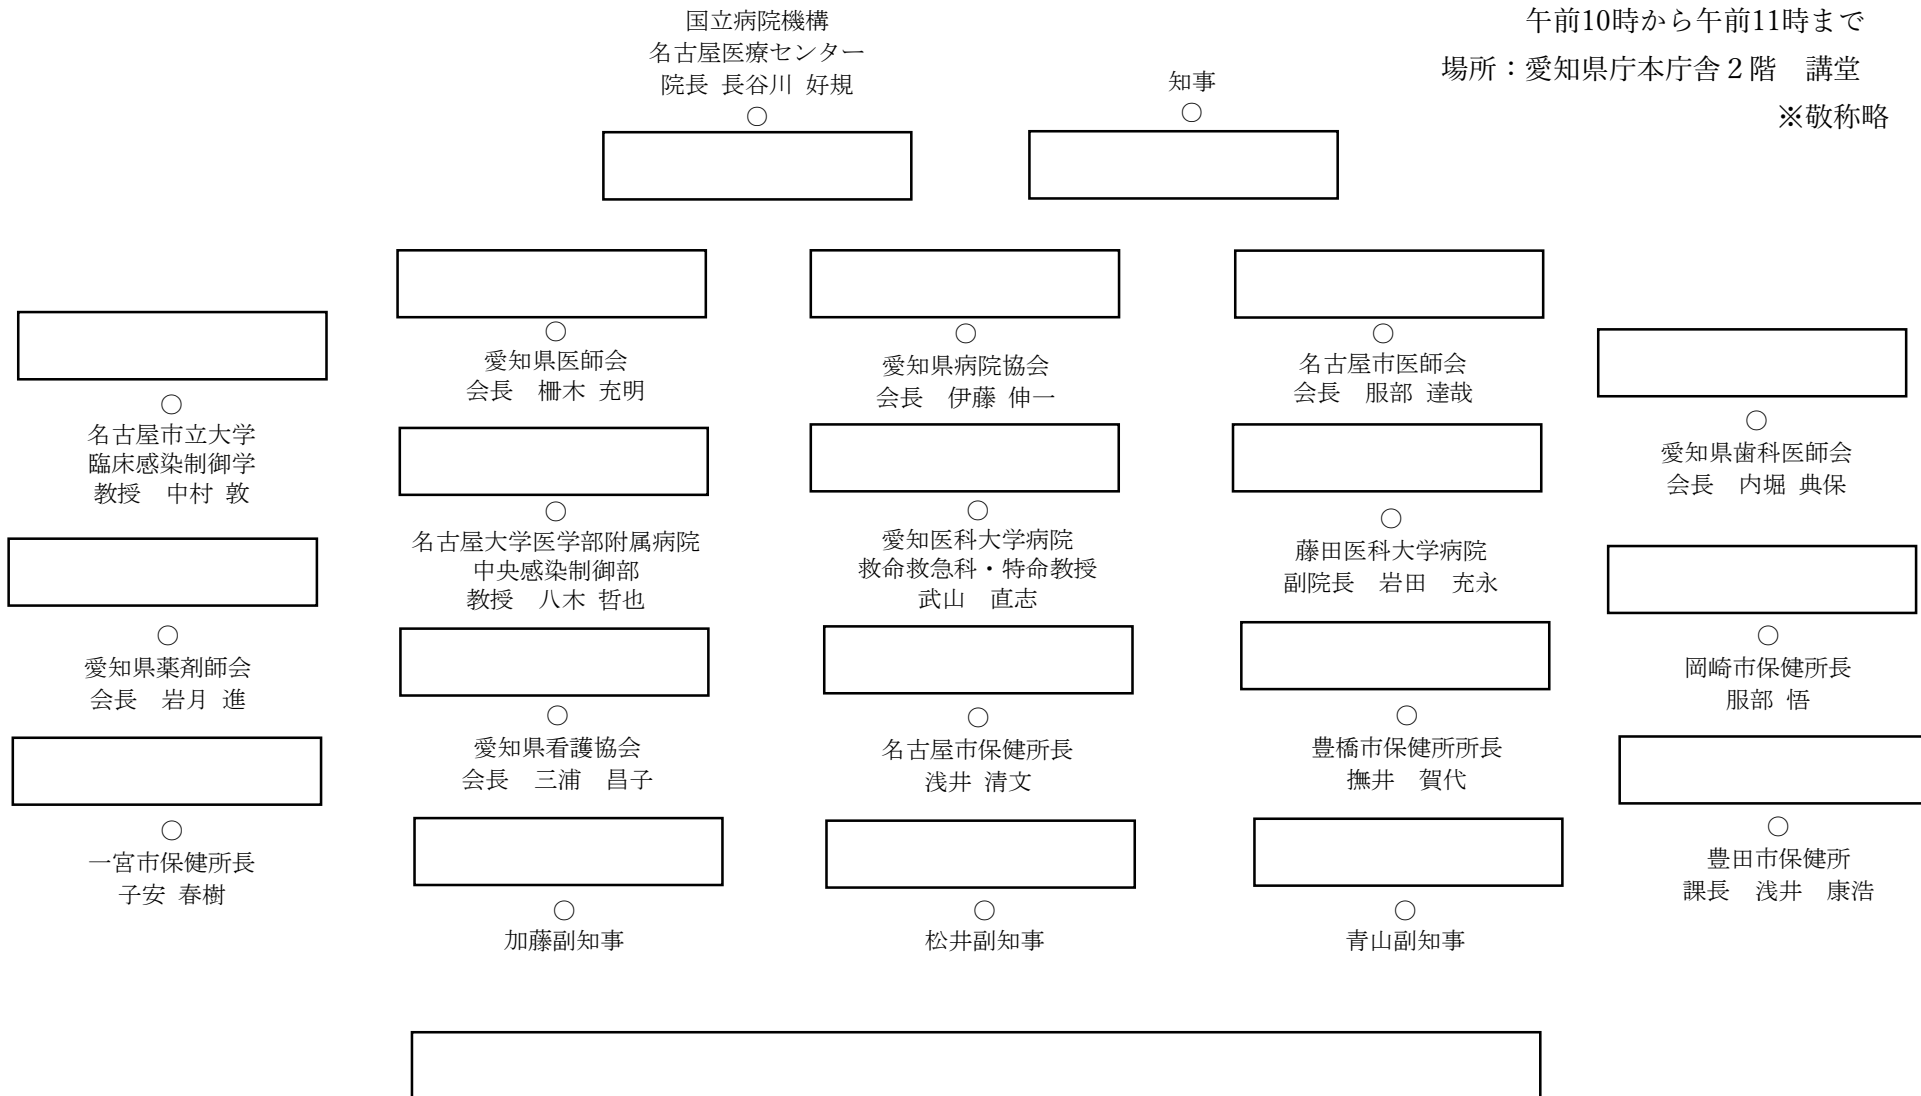 午前10時から午前11時まで
場所：愛知県庁本庁舎２階　講堂
※敬称略
国立病院機構
名古屋医療センター
院長 長谷川 好規
○
知事
○
○
愛知県医師会
会長　柵木 充明
○
愛知県病院協会
会長　伊藤 伸一
○
名古屋市医師会
会長　服部 達哉
○
名古屋市立大学
臨床感染制御学
教授　中村 敦
○
愛知県歯科医師会
会長　内堀 典保
○
名古屋大学医学部附属病院
中央感染制御部
教授　八木 哲也
○
愛知医科大学病院
救命救急科・特命教授
武山　直志
○
藤田医科大学病院
副院長　岩田　充永
○
愛知県薬剤師会
会長　岩月 進
○
岡崎市保健所長
服部 悟
○
愛知県看護協会
会長　三浦　昌子
○
名古屋市保健所長
浅井 清文
○
豊橋市保健所所長
撫井　賀代
○
一宮市保健所長
子安 春樹
○
豊田市保健所
課長　浅井　康浩
○
加藤副知事
○
松井副知事
○
青山副知事